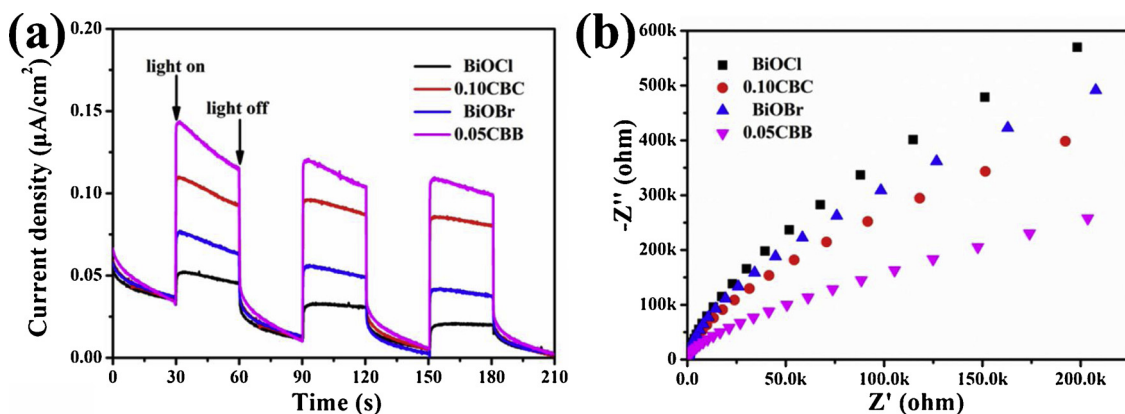 (a)
0.20
0.15
0.10
0.05
0.00
Current density (µA/cm²)
light on
light off
BiOCl
0.10CBC
BiOBr
0.05CBB
0 30 60 90 120 150 180 210
Time (s)
(b)
600k
500k
400k
300k
200k
100k
0
-Z'' (ohm)
BiOCl
0.10CBC
BiOBr
0.05CBB
0.0 50.0k 100.0k 150.0k 200.0k
Z' (ohm)